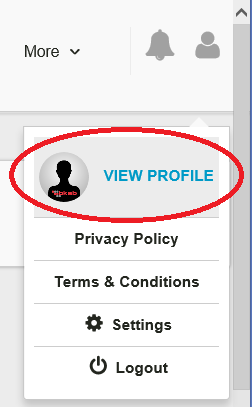 More
VIEW PROFILE
Privacy Policy
Terms & Conditions
Settings
Logout